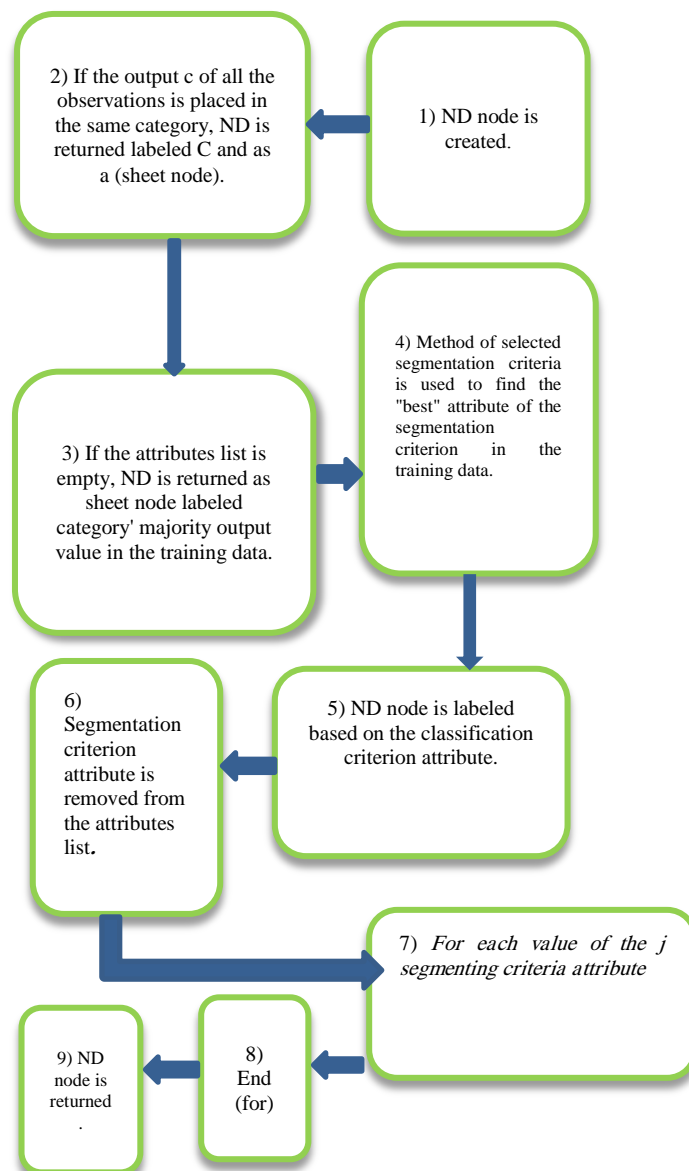 1) ND node is
created.
2) If the output c of all the
observations is placed in
the same category, ND is
returned labeled C and as
a (sheet node).
3) If the attributes list is
empty, ND is returned as
sheet node labeled
category' majority output
value in the training data.
4) Method of selected
segmentation criteria
is used to find the
"best" attribute of the
segmentation
criterion in the
training data.
5) ND node is labeled
based on the classification
criterion attribute.
6)
Segmentation
criterion
attribute is
removed from
the attributes
list.
7) For each value of the j
segmenting criteria attribute
8)
End
(for)
9) ND
node is
returned
.